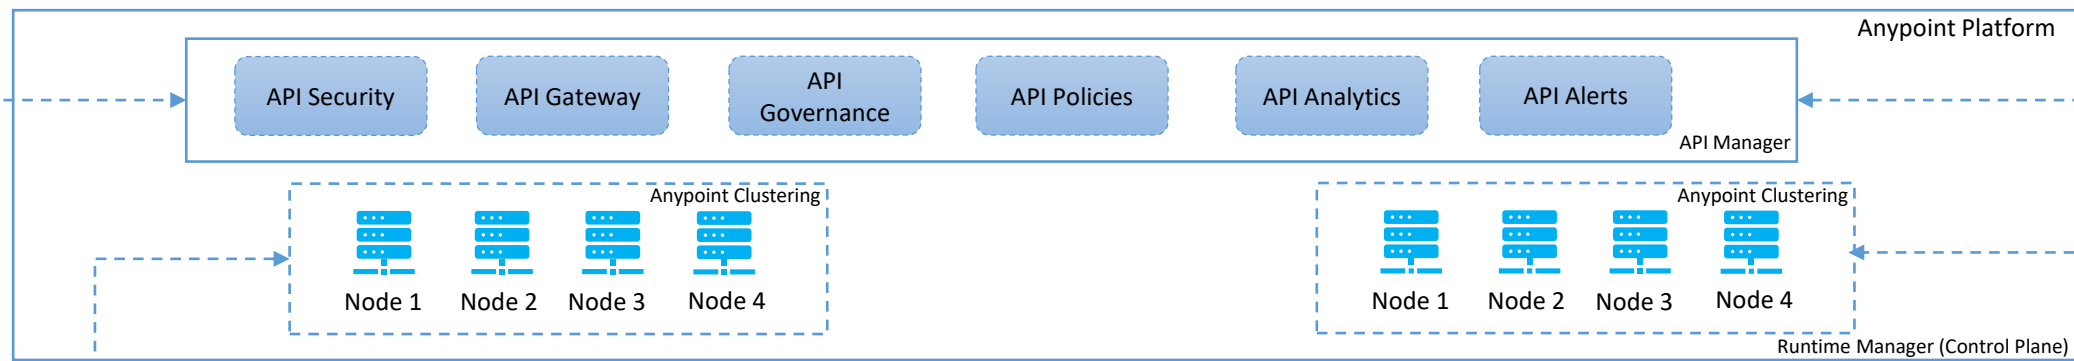 Anypoint Platform
API Security
API Gateway
API
Governance
API Policies
API Analytics
API Alerts
API Manager
Anypoint Clustering
Node 1
Node 2
Node 3
Node 4
Anypoint Clustering
Node 1
Node 2
Node 3
Node 4
Runtime Manager (Control Plane)